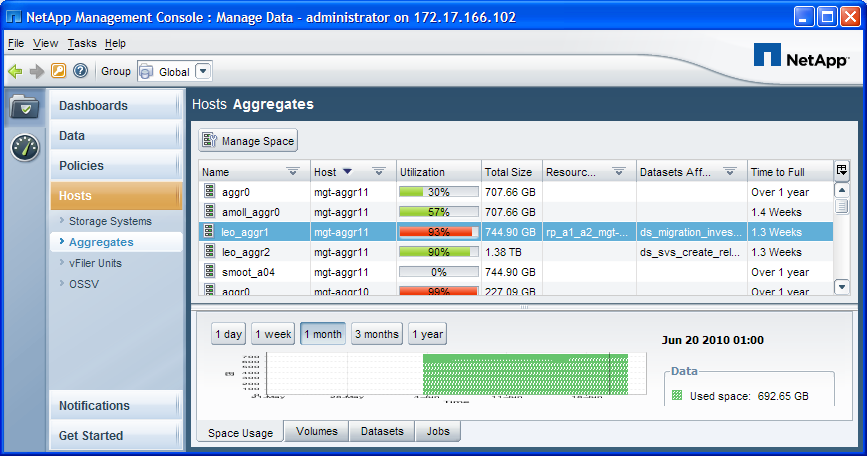 NetApp Management Console : Manage Data - administrator on 172.17.166.102
File View Tasks Help
NetApp
Group Global
Dashboards
Data
Policies
Hosts
Storage Systems
Aggregates
vFiler Units
OSSV
Notifications
Get Started
Hosts Aggregates
Manage Space
Name Host Utilization Total Size Resourc... Datasets Aff... Time to Full
aggr0 mgt-aggr11 30% 707.66 GB Over 1 year
amoll_aggr0 mgt-aggr11 57% 707.66 GB 1.4 Weeks
leo_aggr1 mgt-aggr11 93% 744.90 GB rp_a1_a2_mgt-... ds_migration_inves... 1.3 Weeks
leo_aggr2 mgt-aggr11 90% 1.38 TB ds_svs_create_rel... 1.3 Weeks
smoot_a04 mgt-aggr11 0% 744.90 GB Over 1 year
aggr0 mgt-aggr10 99% 227.09 GB Over 1 year
1 day 1 week 1 month 3 months 1 year
Jun 20 2010 01:00
Data
Used space: 692.65 GB
Space Usage Volumes Datasets Jobs